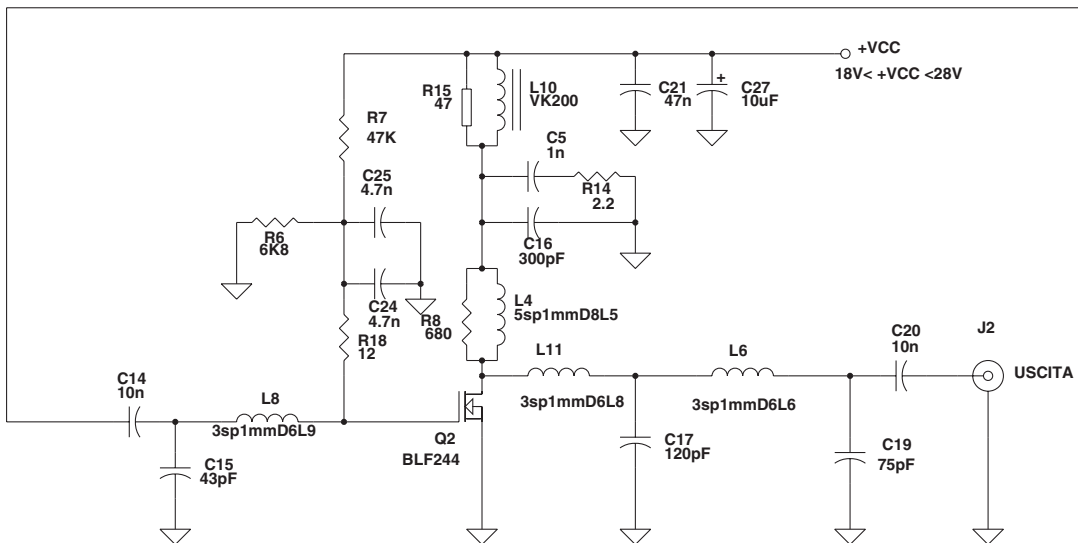 +VCC
18V< +VCC <28V
R15
47
L10
VK200
C21
47n
C27
10uF
+
R7
47K
C5
1n
R14
2.2
C25
4.7n
R6
6K8
C16
300pF
C24
4.7n
R8
680
L4
5sp1mmD8L5
R18
12
C20
10n
J2
L11
L6
USCITA
C14
10n
L8
3sp1mmD6L9
3sp1mmD6L8
3sp1mmD6L6
Q2
BLF244
C17
120pF
C19
75pF
C15
43pF